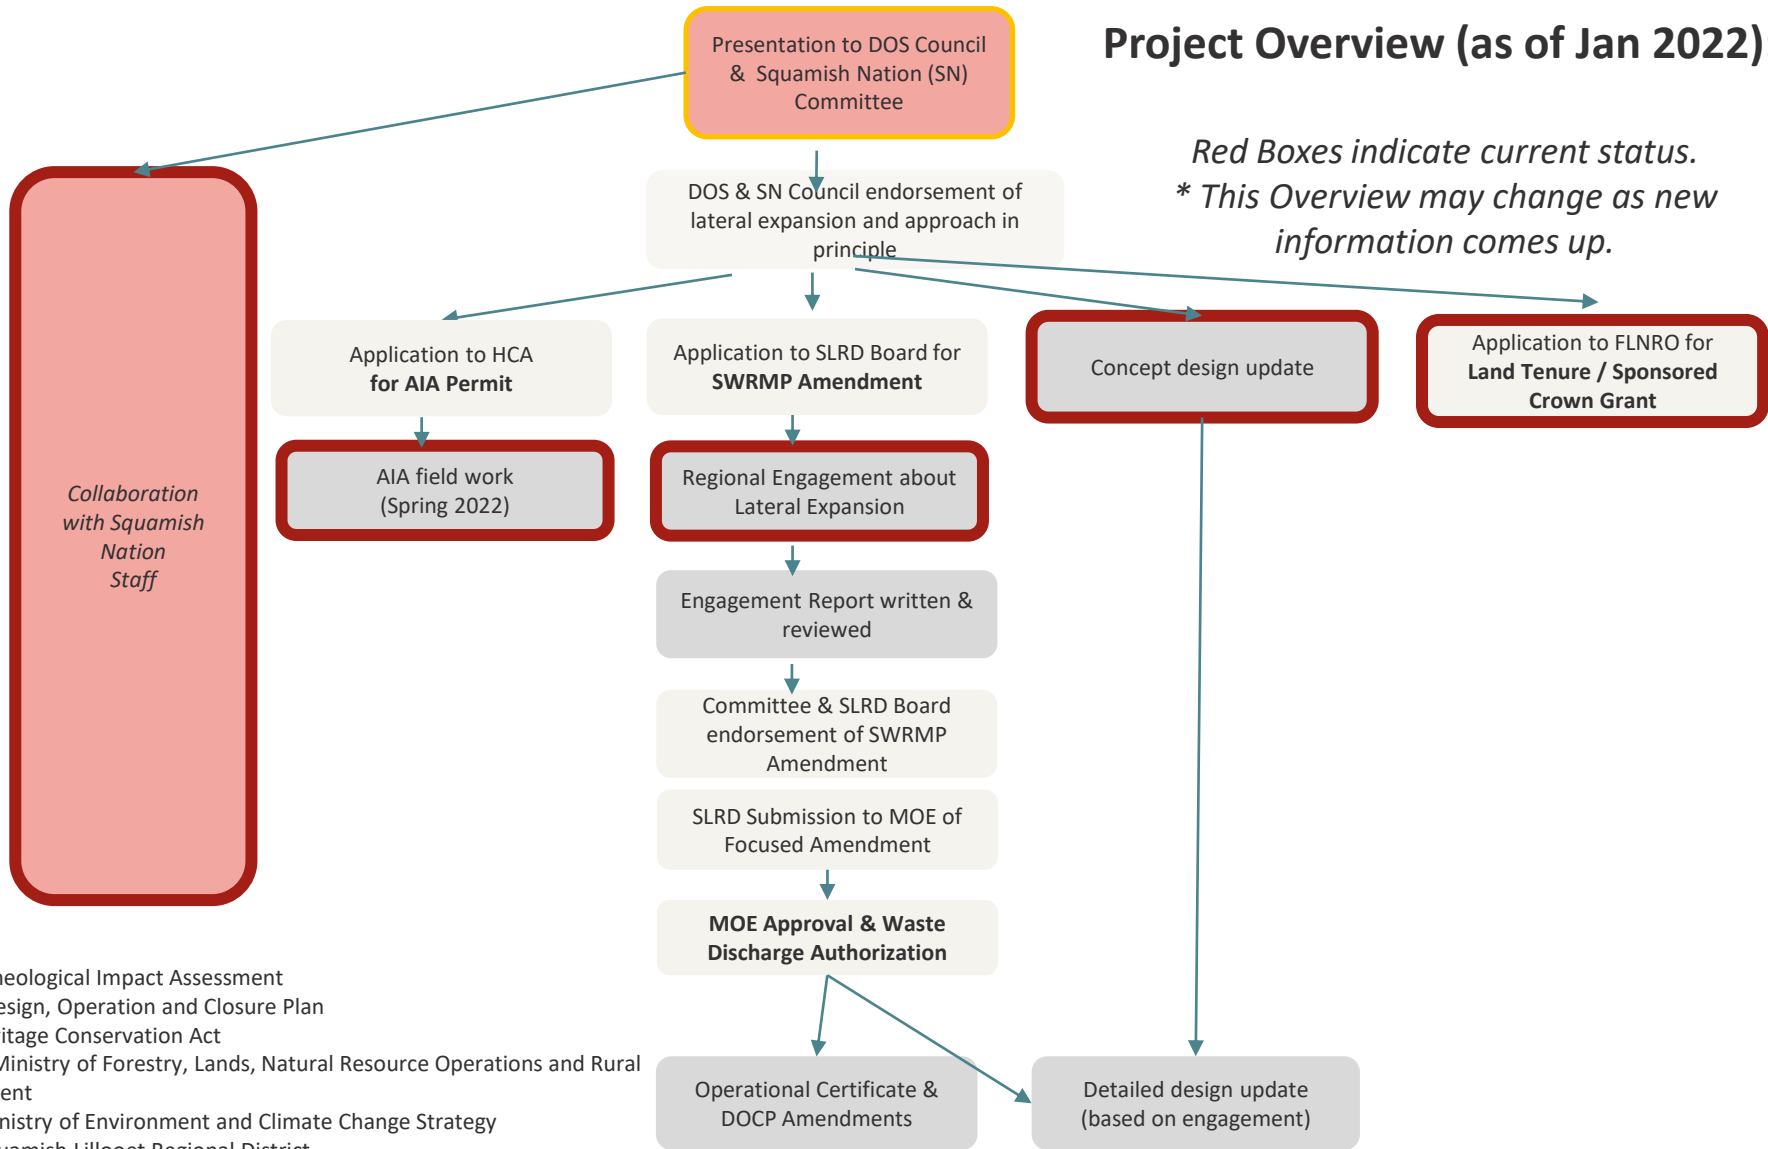 Project Overview (as of Jan 2022)
Presentation to DOS Council
& Squamish Nation (SN)
Committee
Red Boxes indicate current status.
* This Overview may change as new
information comes up.
DOS & SN Council endorsement of
lateral expansion and approach in
principle
Application to HCA
for AIA Permit
Application to SLRD Board for
SWRMP Amendment
Concept design update
Application to FLNRO for
Land Tenure / Sponsored
Crown Grant
AIA field work
(Spring 2022)
Regional Engagement about
Lateral Expansion
Collaboration
with Squamish
Nation
Staff
Engagement Report written &
reviewed
Committee & SLRD Board
endorsement of SWRMP
Amendment
SLRD Submission to MOE of
Focused Amendment
MOE Approval & Waste
Discharge Authorization
Operational Certificate &
DOCP Amendments
Detailed design update
(based on engagement)
Impact Assessment
Operation and Closure Plan
Conservation Act
Ministry of Forestry, Lands, Natural Resource Operations and Rural
of Environment and Climate Change Strategy
Lillooet Regional District